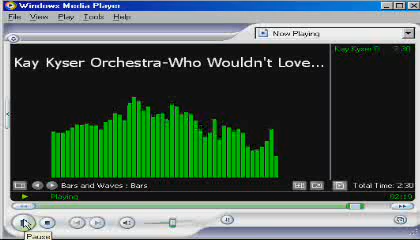 Windows Media Player
File View Play Tools Help
Now Playing
Kay Kyser Orchestra-Who Wouldn't Love...
Kay Kyser O 2:30
Bars and Waves : Bars
Total Time: 2:30
Playing
02:19
Pause